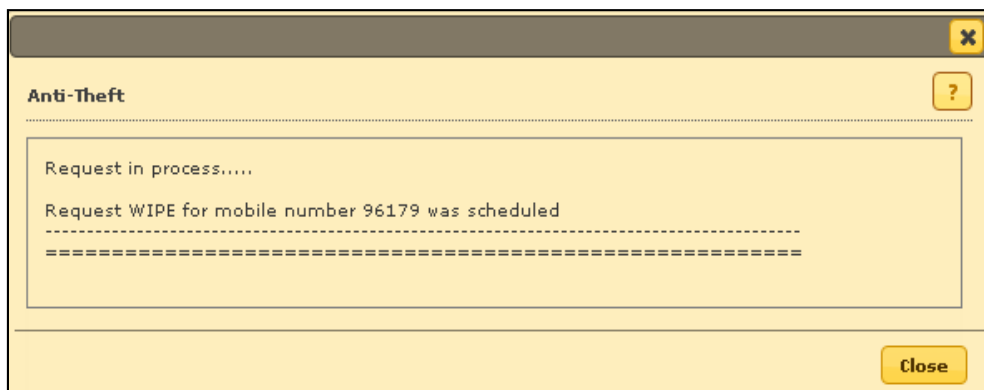 Anti-Theft
?
Request in process.....
Request WIPE for mobile number 96179 was scheduled
--------------------------------------------------------------------------------------------
==========================================================
Close